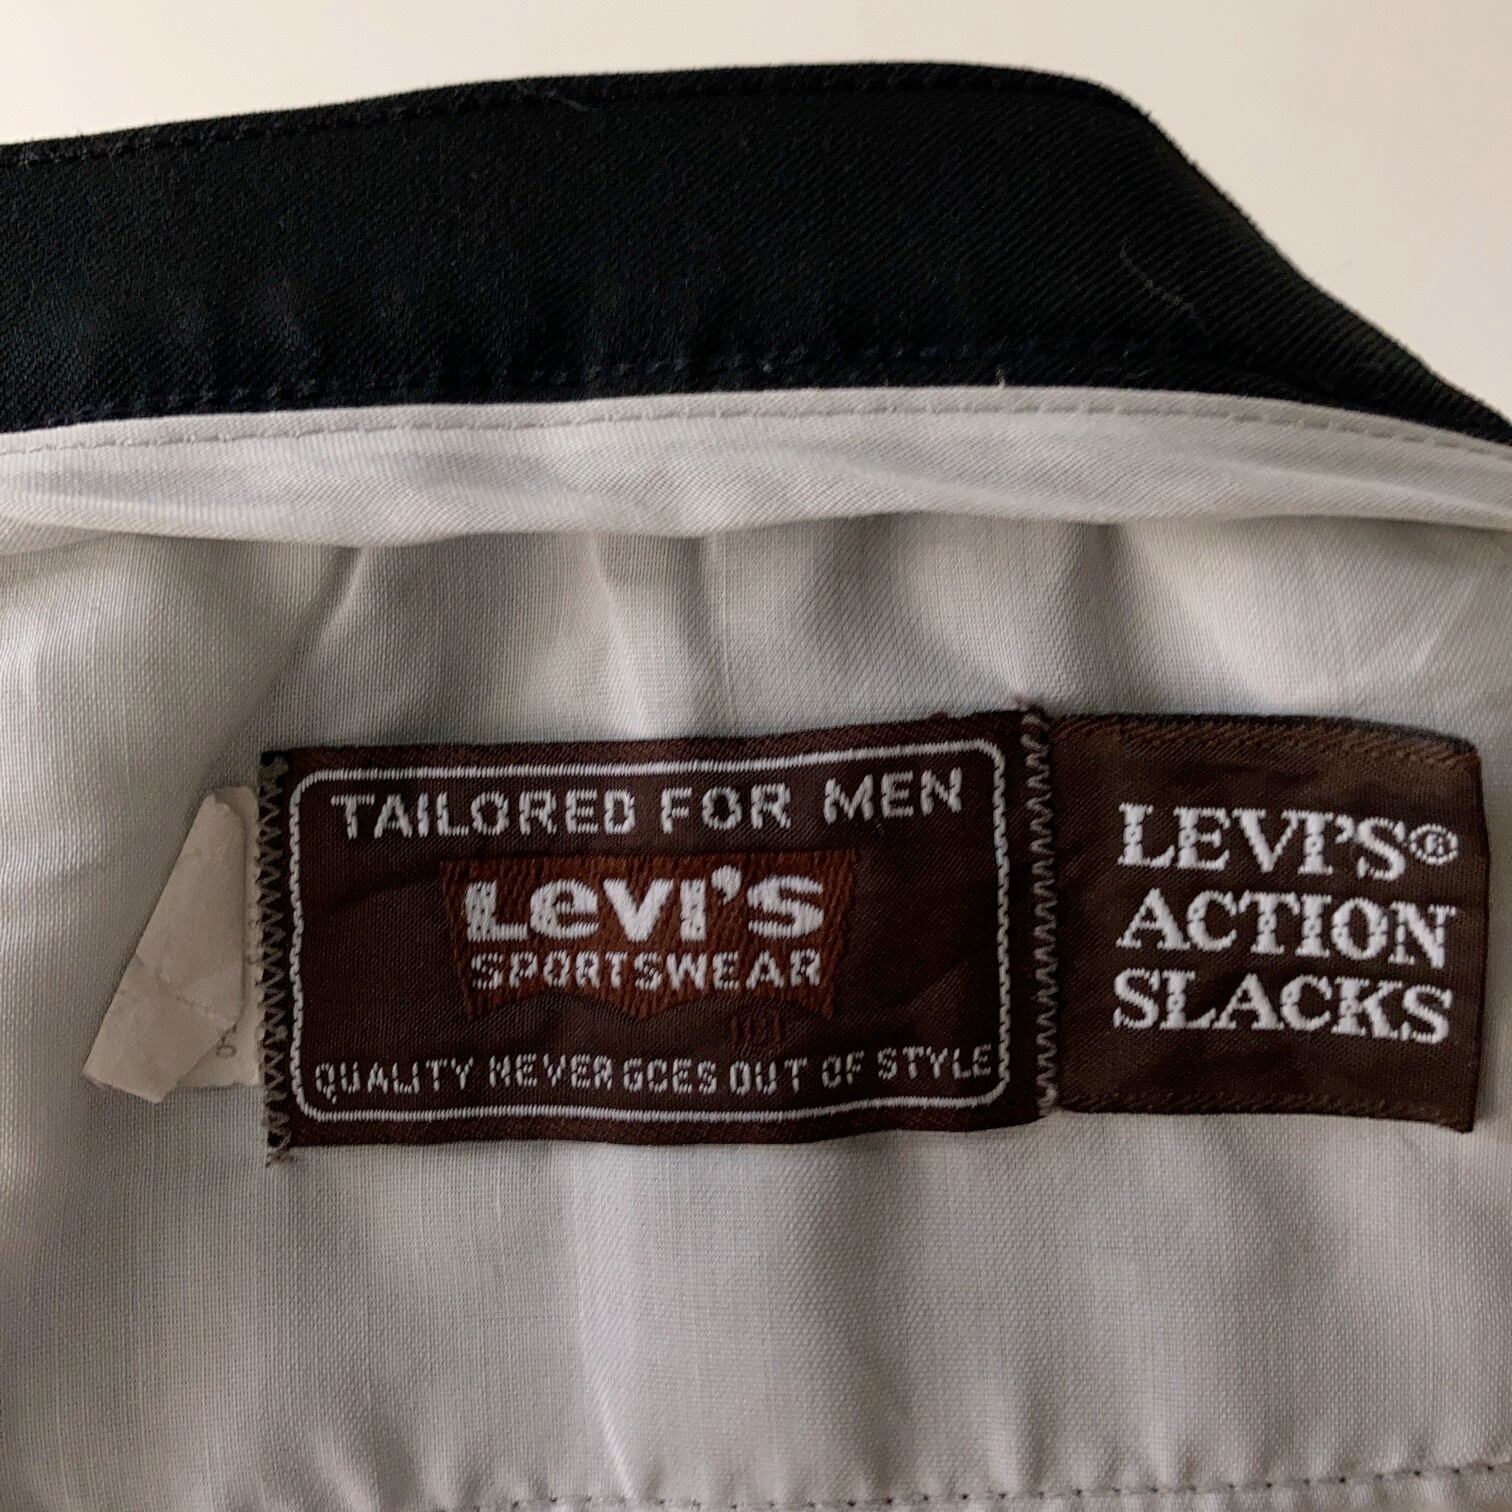 TAILORED FOR MEN
LEVI'S
SPORTSWEAR
QUALITY NEVER GOES OUT OF STYLE
LEVI'S®
ACTION
SLACKS